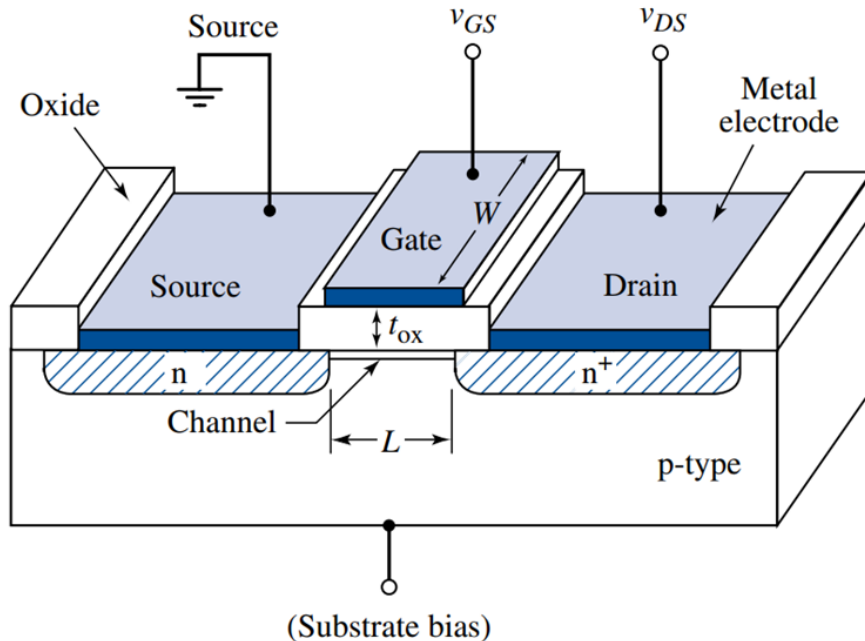 Source
v_GS
v_DS
Oxide
Metal
electrode
W
Gate
Source
Drain
t_ox
n
n⁺
Channel
L
p-type
(Substrate bias)